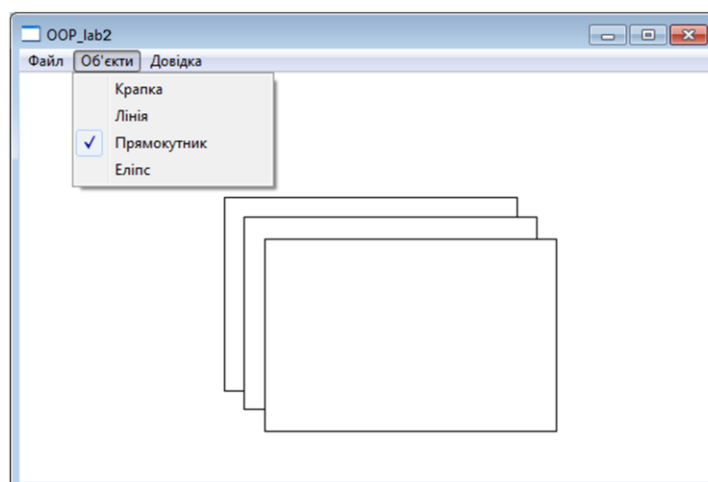 OOP_lab2
Файл Об'єкти Довідка
Крапка
Лінія
Прямокутник
Еліпс